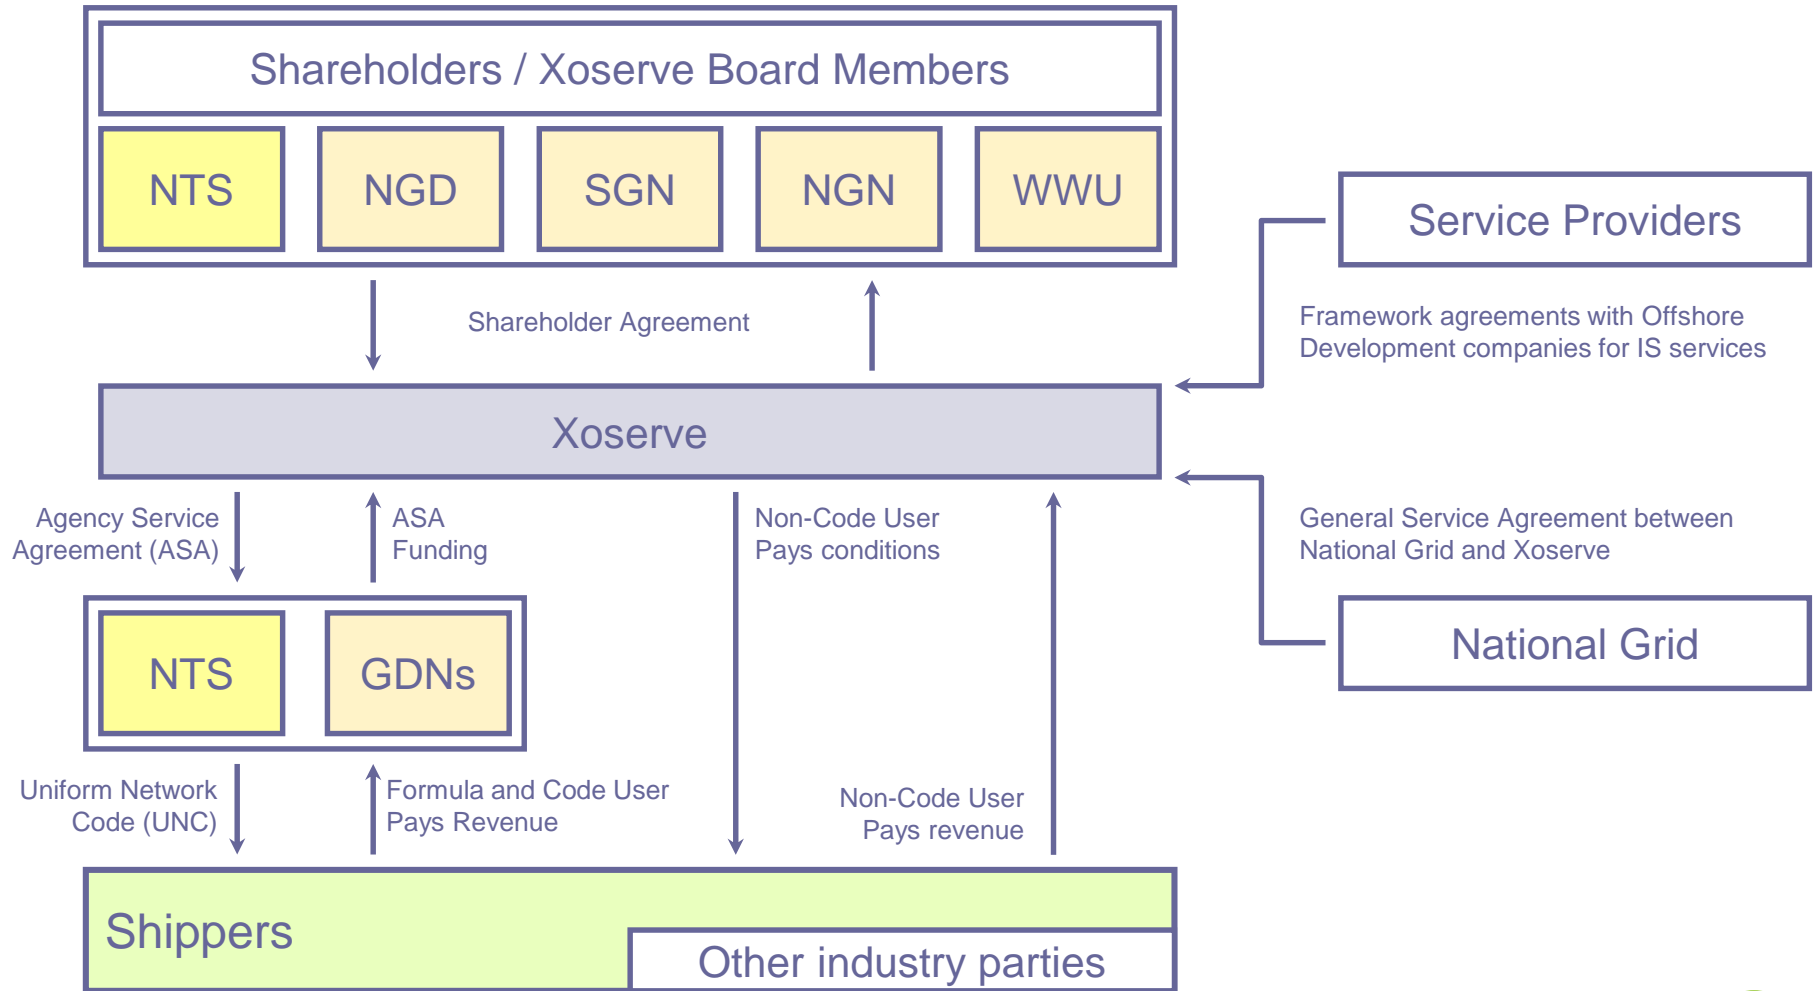 Shareholders / Xoserve Board Members
NTS
NGD
SGN
NGN
WWU
Service Providers
Shareholder Agreement
Framework agreements with Offshore
Development companies for IS services
Xoserve
Agency Service
Agreement (ASA)
ASA
Funding
Non-Code User
Pays conditions
General Service Agreement between
National Grid and Xoserve
NTS
GDNs
National Grid
Uniform Network
Code (UNC)
Formula and Code User
Pays Revenue
Non-Code User
Pays revenue
Shippers
Other industry parties